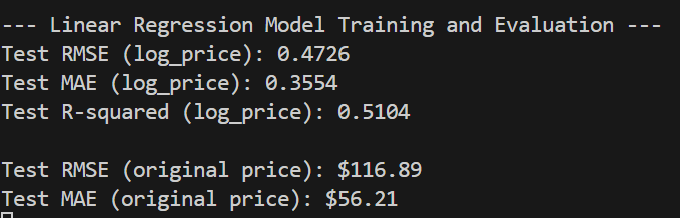 --- Linear Regression Model Training and Evaluation ---
Test RMSE (log_price): 0.4726
Test MAE (log_price): 0.3554
Test R-squared (log_price): 0.5104
Test RMSE (original price): $116.89
Test MAE (original price): $56.21